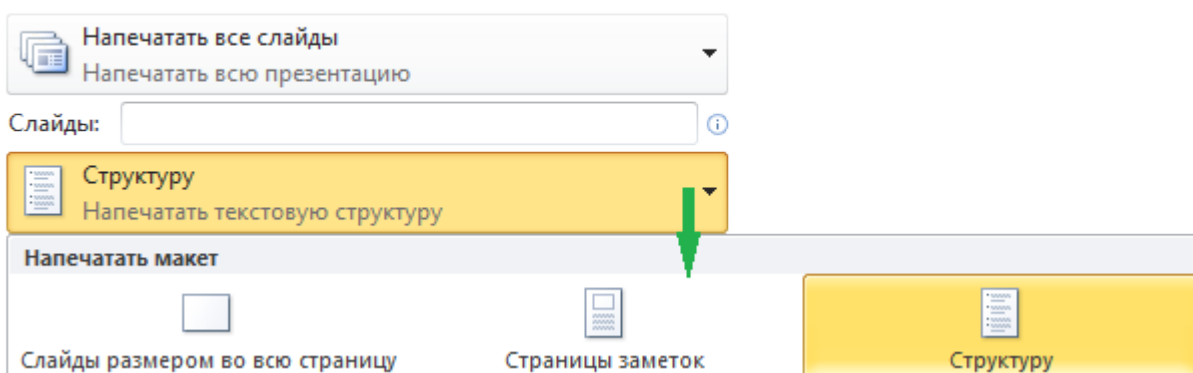 Напечатать все слайды
Напечатать всю презентацию
Слайды:
Структуру
Напечатать текстовую структуру
Напечатать макет
Слайды размером во всю страницу
Страницы заметок
Структуру